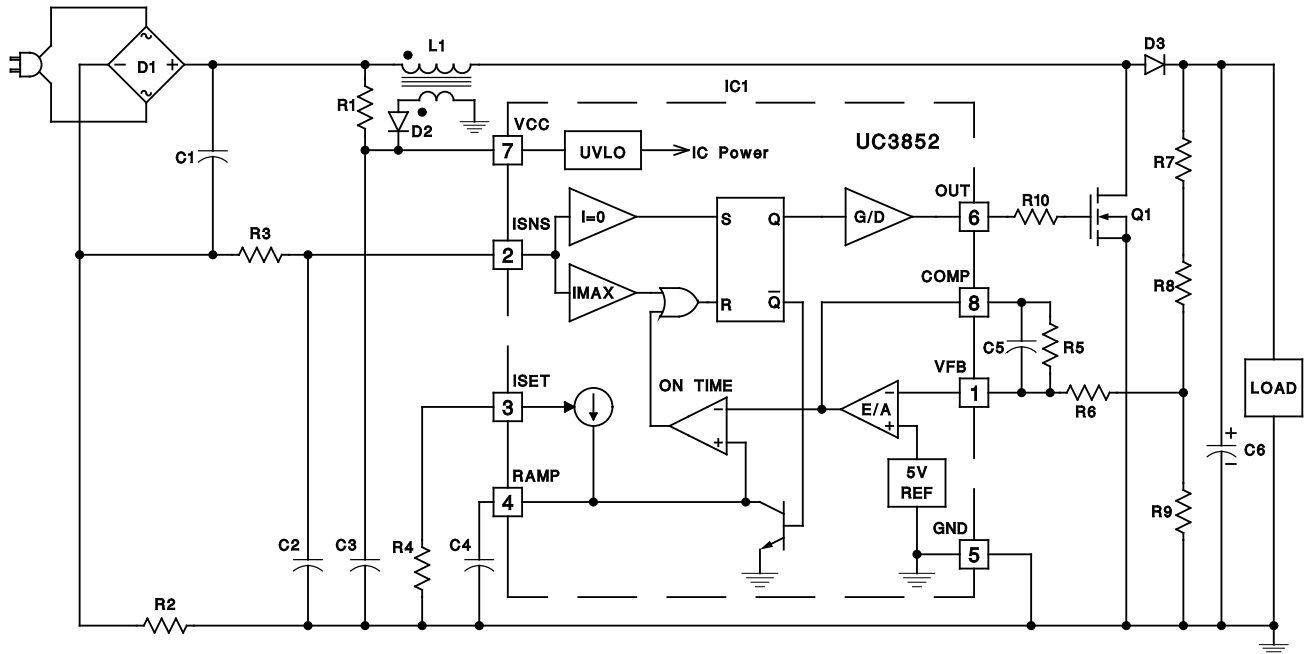 L1
D3
D1
R1
IC1
D2
VCC
UC3852
C1
7
UVLO
IC Power
R7
OUT
R10
ISNS
I=0
S
Q
G/D
6
Q1
R3
2
COMP
R8
IMAX
R
Q̅
8
C5
R5
VFB
ISET
ON TIME
1
LOAD
3
E/A
R6
C6
RAMP
5V
REF
4
R9
GND
C2
C3
R4
C4
5
R2